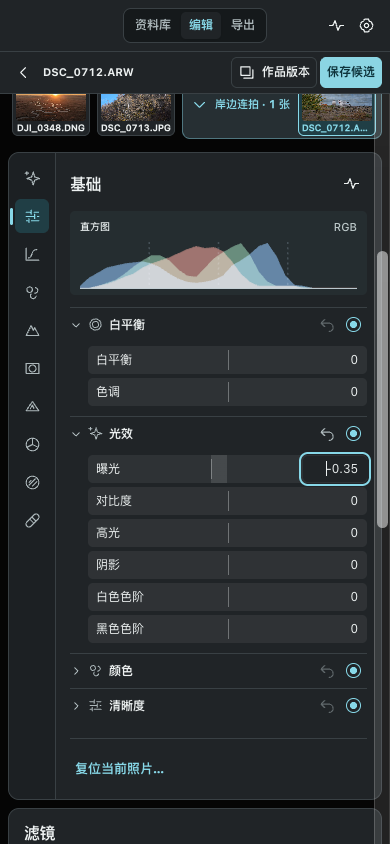 资料库 编辑 导出
DSC_0712.ARW 作品版本 保存候选
岸边连拍 · 1 张
DJI_0348.DNG DSC_0713.JPG DSC_0712.A...
基础
直方图 RGB
白平衡
白平衡 0
色调 0
光效
曝光 -0.35
对比度 0
高光 0
阴影 0
白色色阶 0
黑色色阶 0
颜色
清晰度
复位当前照片...
滤镜